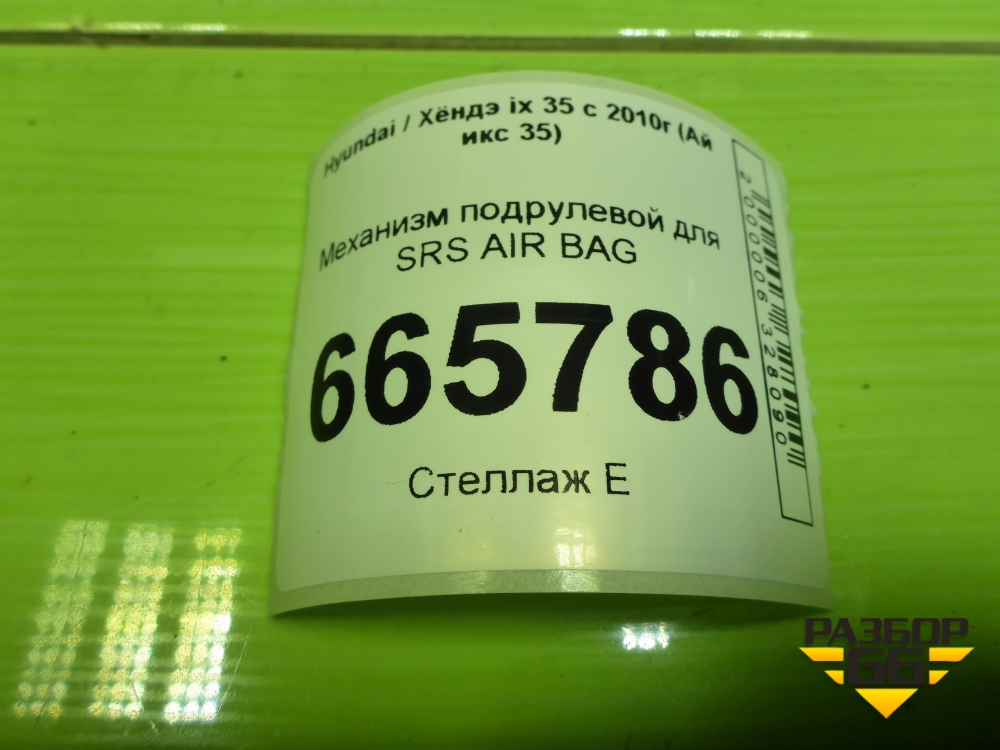 Hyundai / Хёндэ ix 35 с 2010г (Ай
икс 35)
Механизм подрулевой для
SRS AIR BAG
665786
Стеллаж Е
2000006328090
РАЗБОР
66